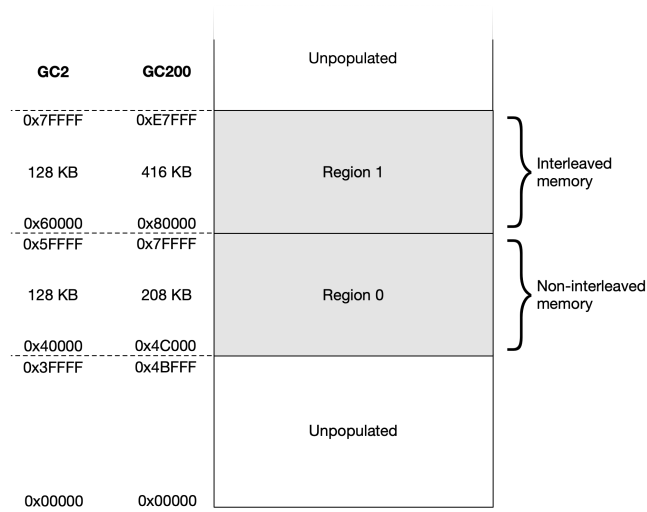 Unpopulated
GC2 GC200
0x7FFFF 0xE7FFF
128 KB 416 KB Region 1 Interleaved
memory
0x60000 0x80000
0x5FFFF 0x7FFFF
128 KB 208 KB Region 0 Non-interleaved
memory
0x40000 0x4C000
0x3FFFF 0x4BFFF
Unpopulated
0x00000 0x00000